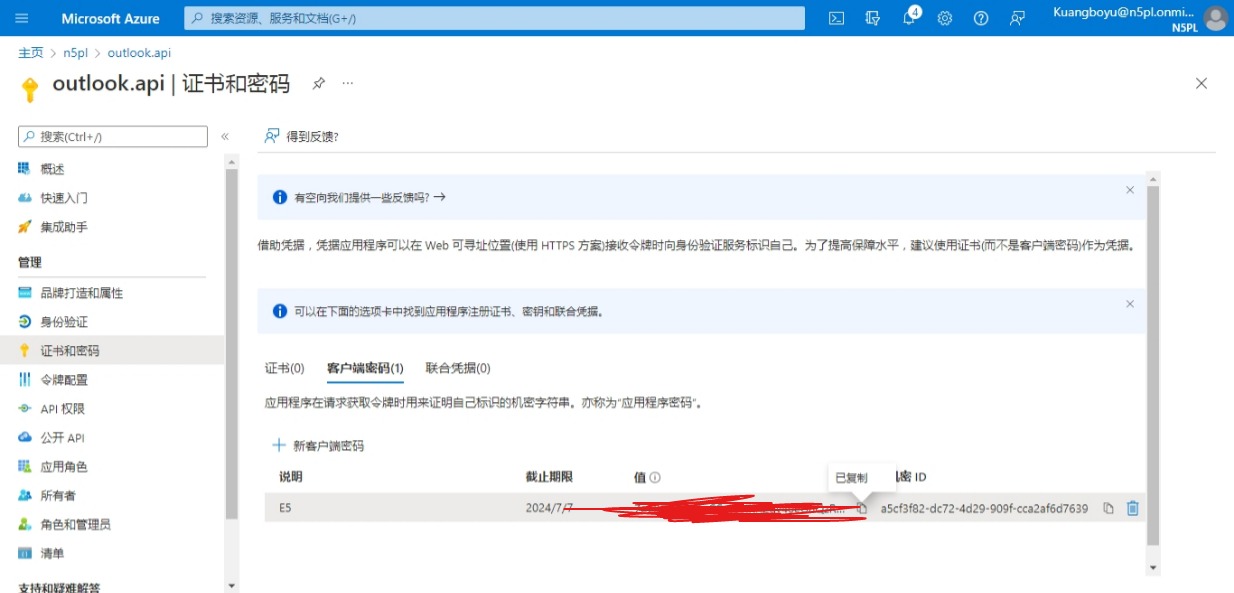 Microsoft Azure
搜索资源、服务和文档(G+/)
4
Kuangboyu@n5pl.onmi...
N5PL
主页 > n5pl > outlook.api
outlook.api | 证书和密码
搜索(Ctrl+/)
«
得到反馈?
概述
快速入门
集成助手
管理
品牌打造和属性
身份验证
证书和密码
令牌配置
API 权限
公开 API
应用角色
所有者
角色和管理员
清单
支持和疑难解答
有空向我们提供一些反馈吗? →
借助凭据，凭据应用程序可以在 Web 可寻址位置(使用 HTTPS 方案)接收令牌时向身份验证服务标识自己。为了提高保障水平，建议使用证书(而不是客户端密码)作为凭据。
可以在下面的选项卡中找到应用程序注册证书、密钥和联合凭据。
证书(0) 客户端密码(1) 联合凭据(0)
应用程序在请求获取令牌时用来证明自己标识的机密字符串。亦称为"应用程序密码"。
新客户端密码
说明 截止期限 值 已复制 机密 ID
E5 2024/7/7 a5cf3f82-dc72-4d29-909f-cca2af6d7639